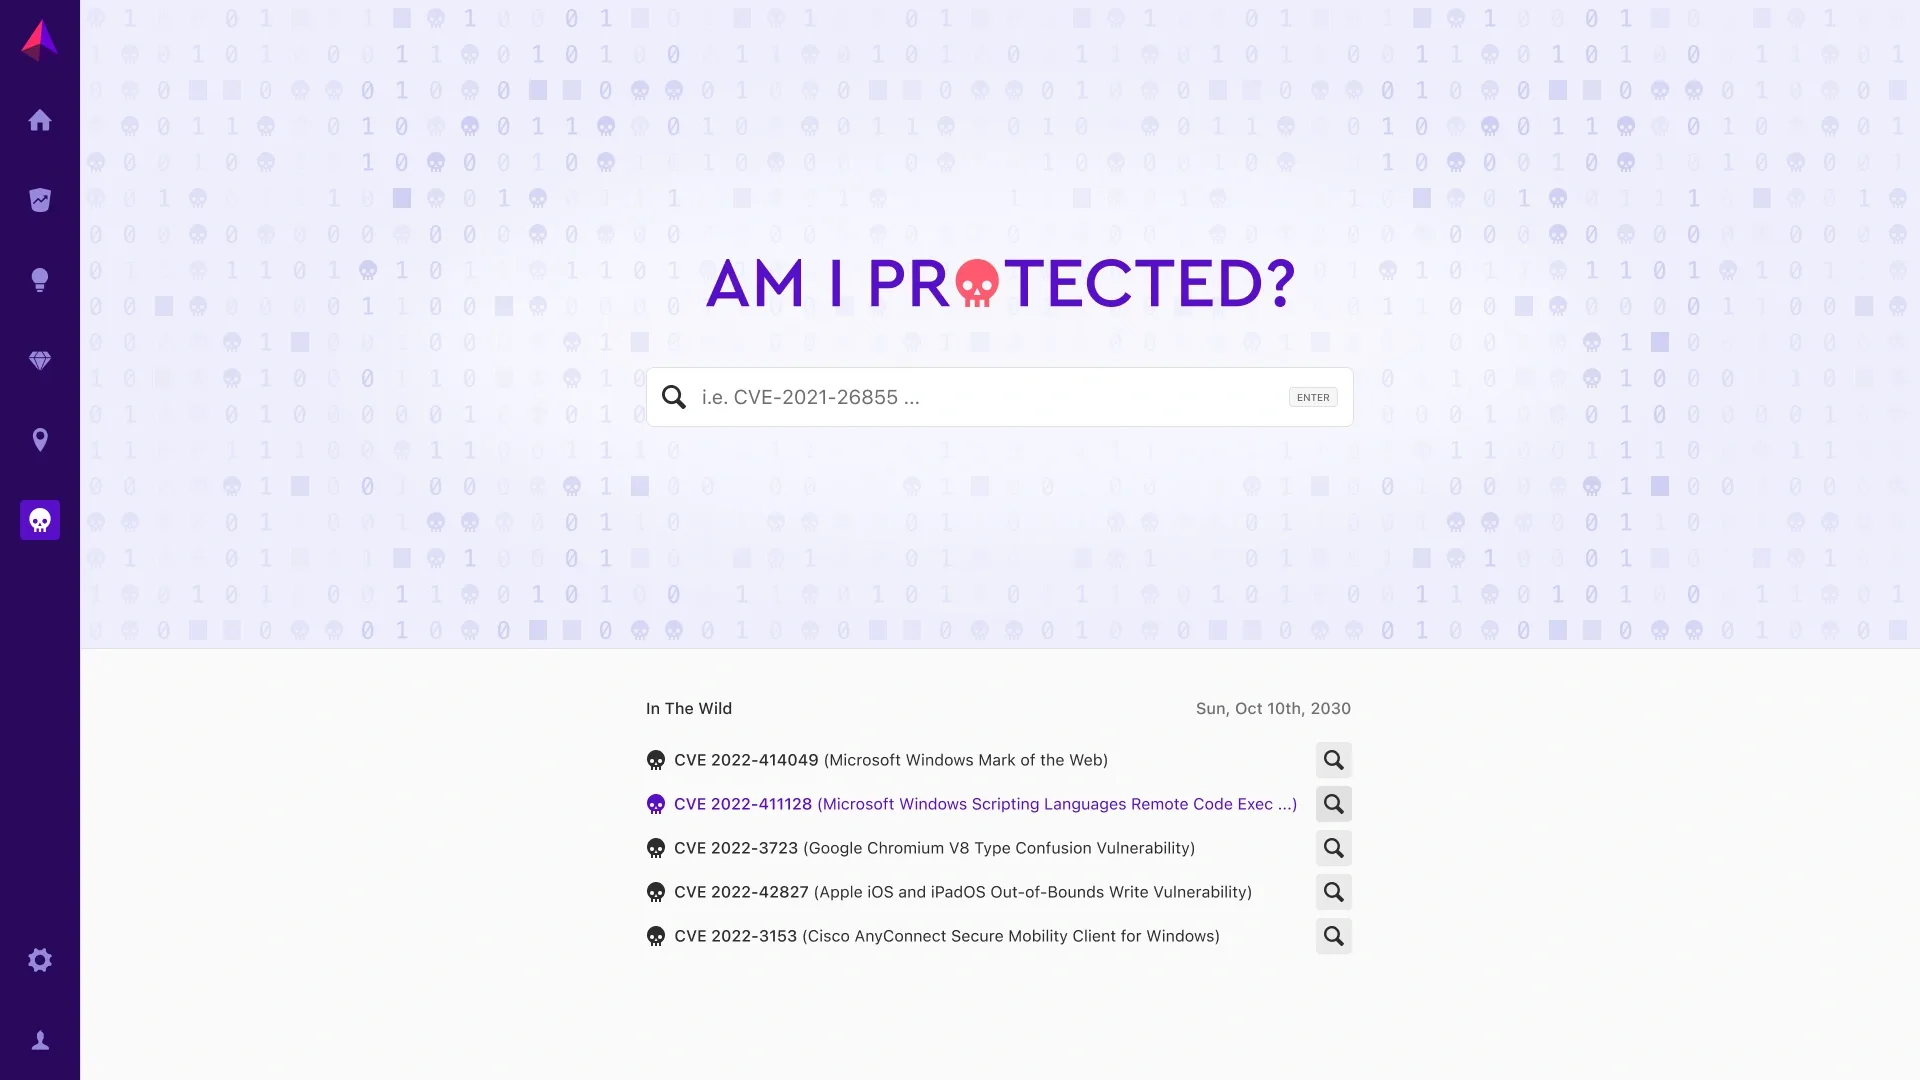 AM I PROTECTED?
i.e. CVE-2021-26855 ...
ENTER
In The Wild
Sun, Oct 10th, 2030
CVE 2022-414049 (Microsoft Windows Mark of the Web)
CVE 2022-411128 (Microsoft Windows Scripting Languages Remote Code Exec ...)
CVE 2022-3723 (Google Chromium V8 Type Confusion Vulnerability)
CVE 2022-42827 (Apple iOS and iPadOS Out-of-Bounds Write Vulnerability)
CVE 2022-3153 (Cisco AnyConnect Secure Mobility Client for Windows)